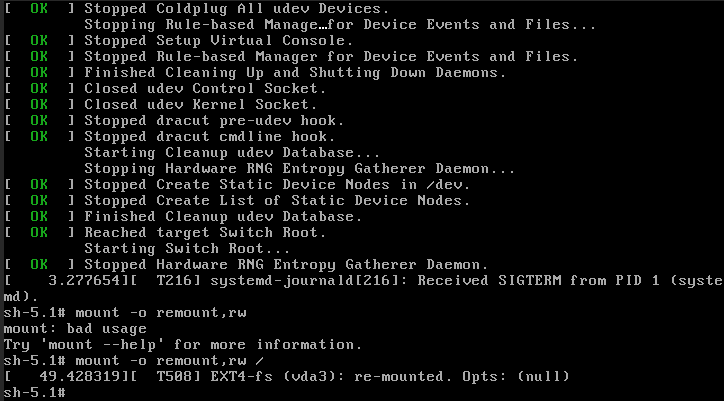 [  OK  ] Stopped Coldplug All udev Devices.
         Stopping Rule-based Manage…for Device Events and Files...
[  OK  ] Stopped Setup Virtual Console.
[  OK  ] Stopped Rule-based Manager for Device Events and Files.
[  OK  ] Finished Cleaning Up and Shutting Down Daemons.
[  OK  ] Closed udev Control Socket.
[  OK  ] Closed udev Kernel Socket.
[  OK  ] Stopped dracut pre-udev hook.
[  OK  ] Stopped dracut cmdline hook.
         Starting Cleanup udev Database...
         Stopping Hardware RNG Entropy Gatherer Daemon...
[  OK  ] Stopped Create Static Device Nodes in /dev.
[  OK  ] Stopped Create List of Static Device Nodes.
[  OK  ] Finished Cleanup udev Database.
[  OK  ] Reached target Switch Root.
         Starting Switch Root...
[  OK  ] Stopped Hardware RNG Entropy Gatherer Daemon.
[    3.277654][  T216] systemd-journald[216]: Received SIGTERM from PID 1 (syste
md).
sh-5.1# mount -o remount,rw
mount: bad usage
Try 'mount --help' for more information.
sh-5.1# mount -o remount,rw /
[   49.428319][  T508] EXT4-fs (vda3): re-mounted. Opts: (null)
sh-5.1#